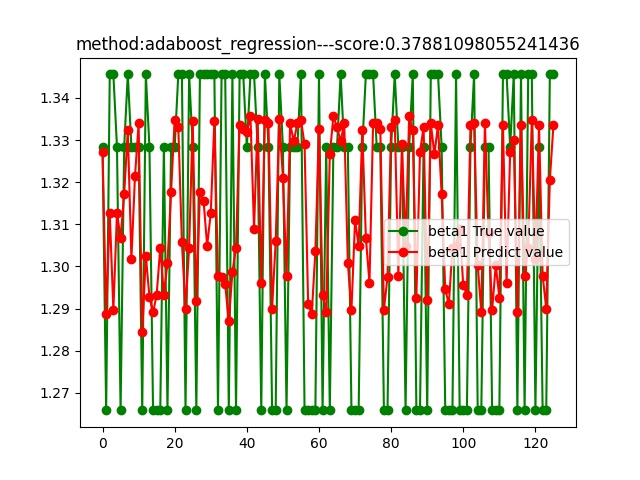 method:adaboost_regression---score:0.37881098055241436
1.34
1.33
1.32
1.31
1.30
1.29
1.28
1.27
beta1 True value
beta1 Predict value
0 20 40 60 80 100 120